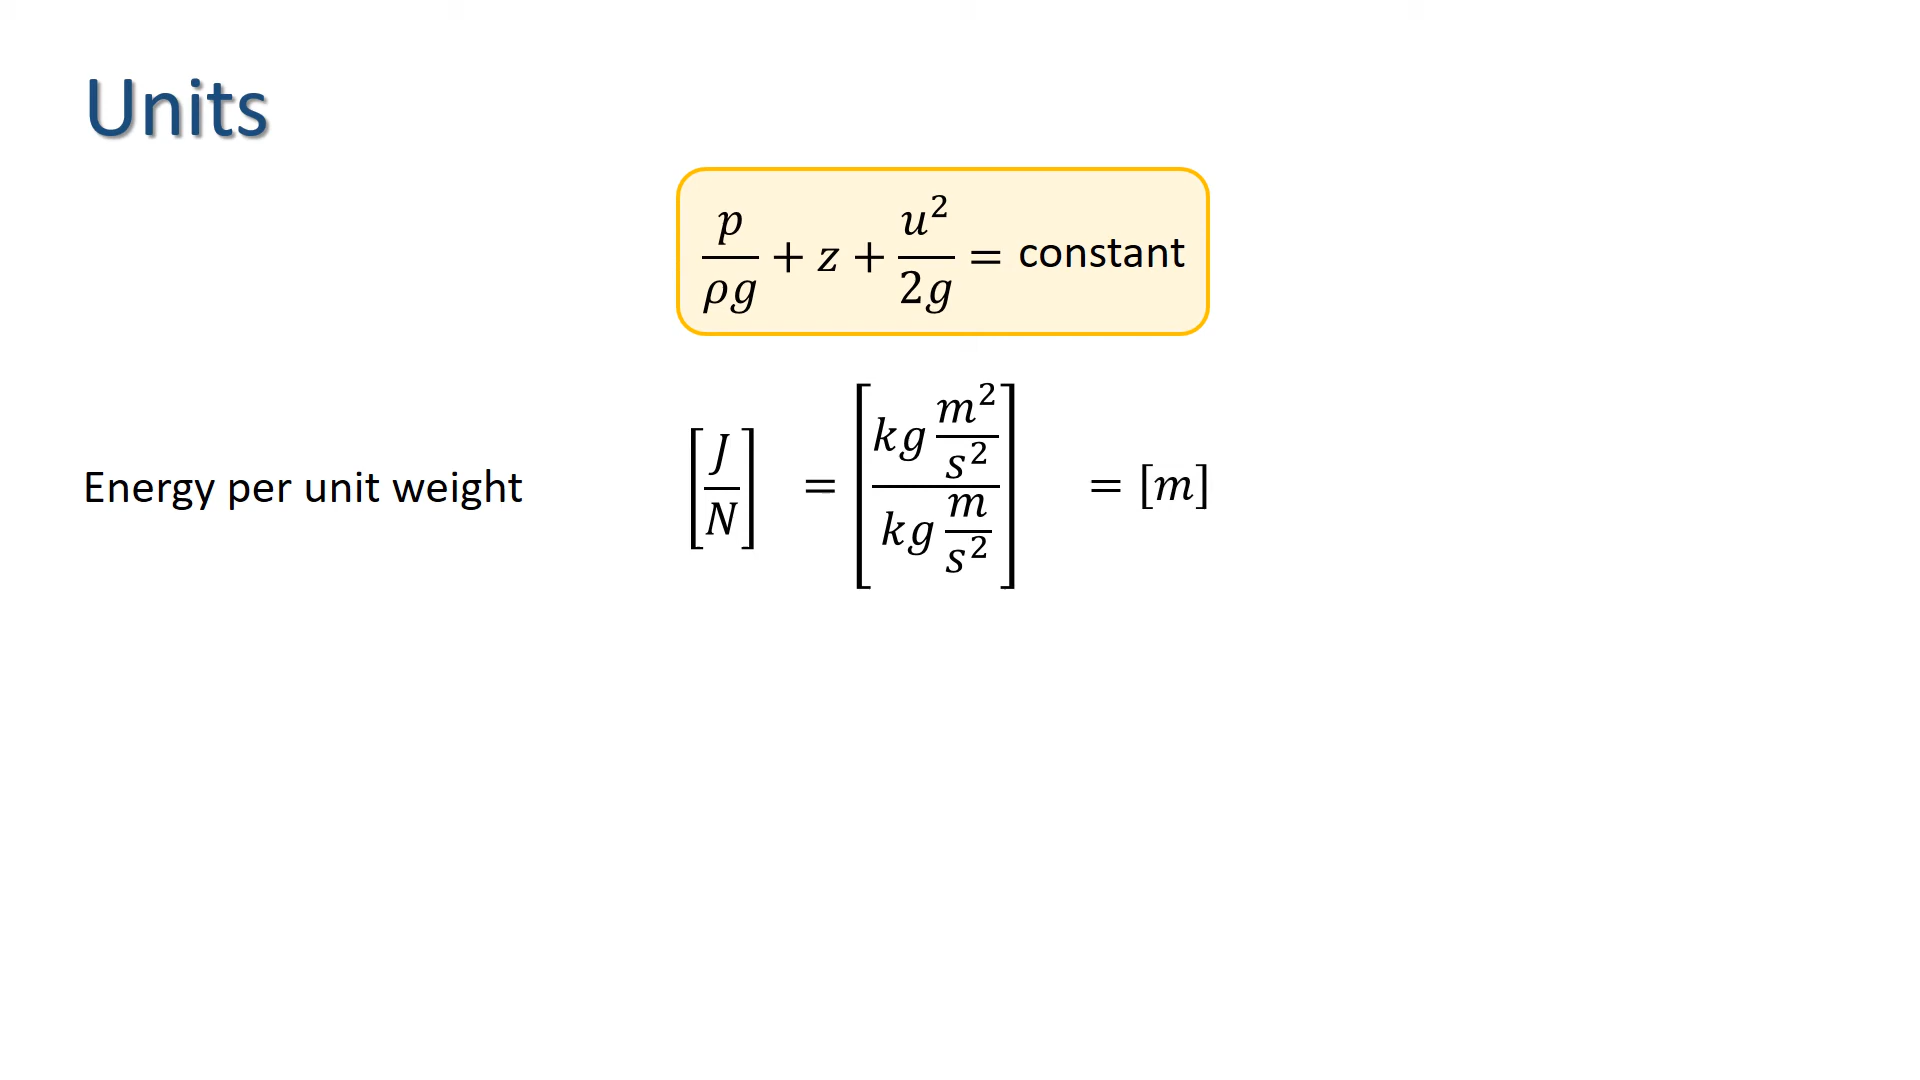 Units
p/ρg + z + u²/2g = constant
Energy per unit weight [J/N] = [kg m²/s² / kg m/s²] = [m]